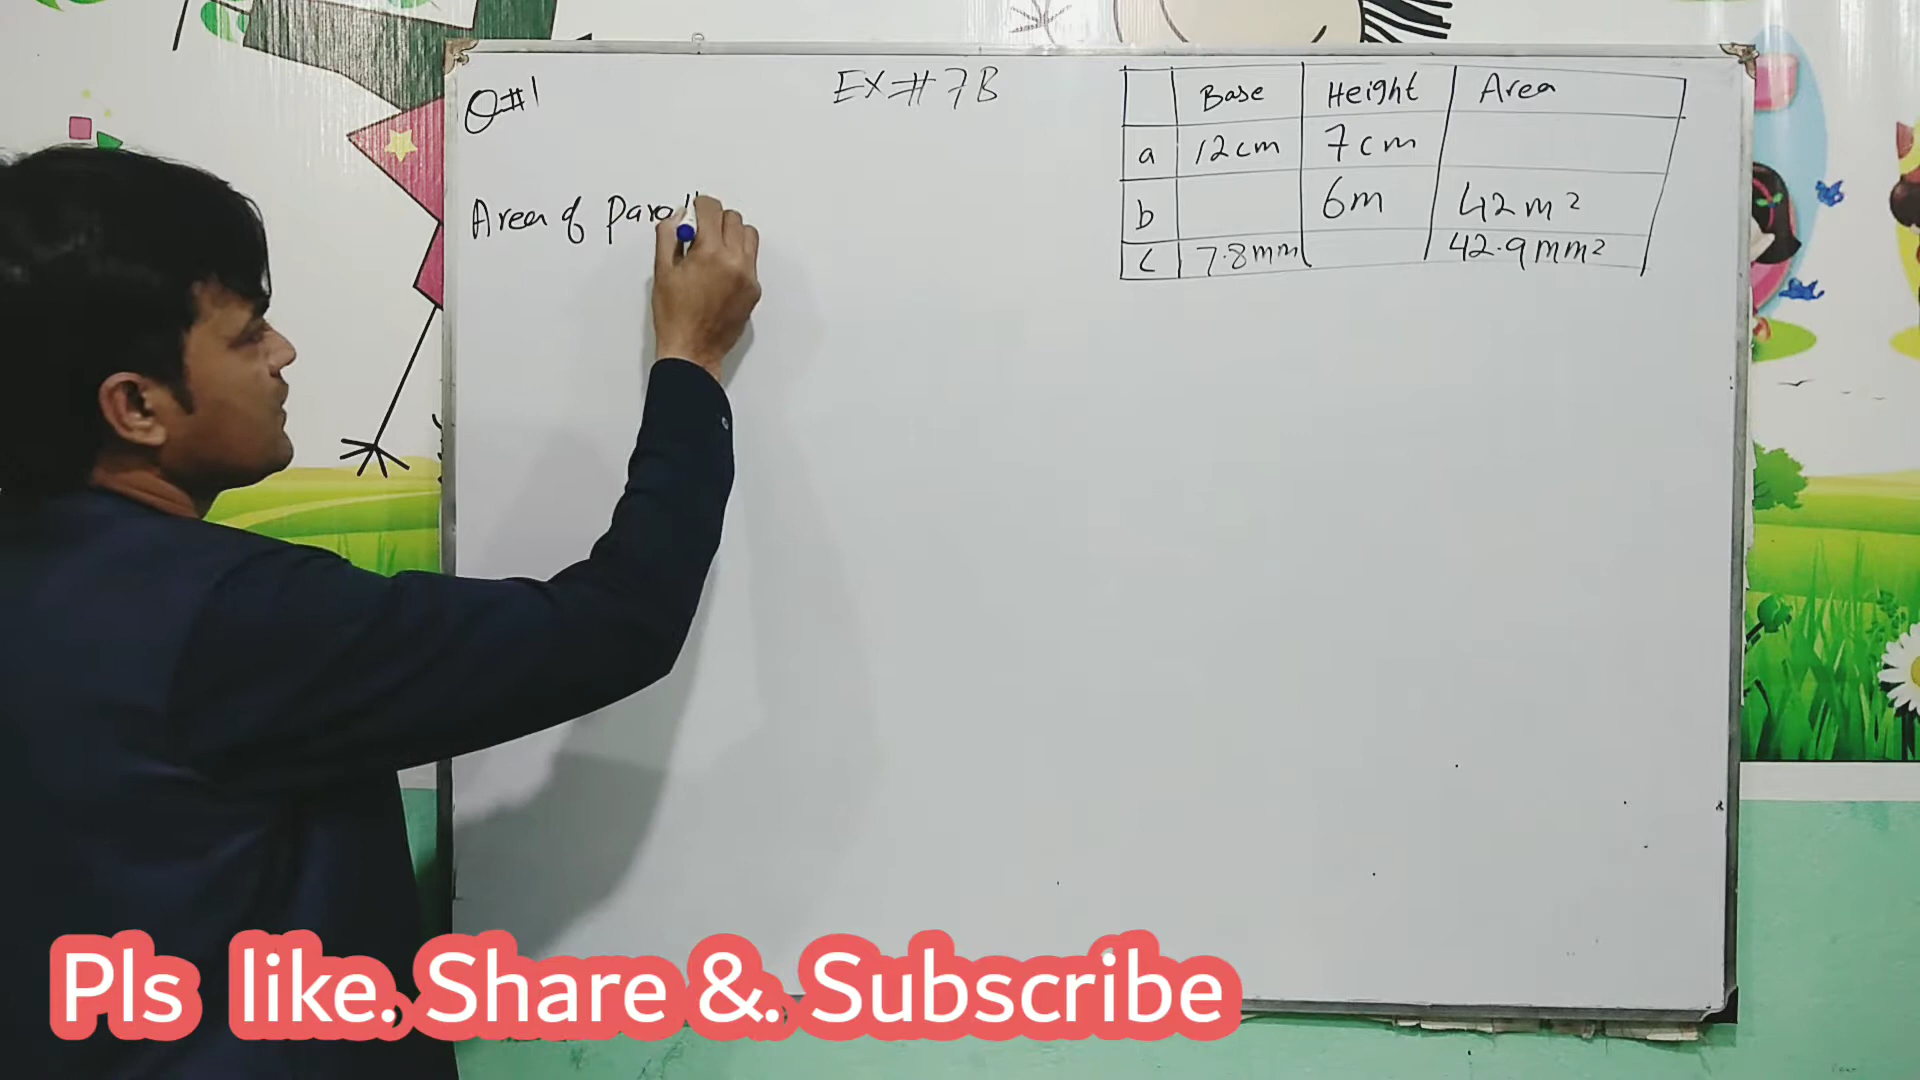 Q#1
EX#7B
Base Height Area
a 12cm 7cm
b 6m 42m²
c 7.8mm 42.9mm²
Area of Parall
Pls like. Share &. Subscribe